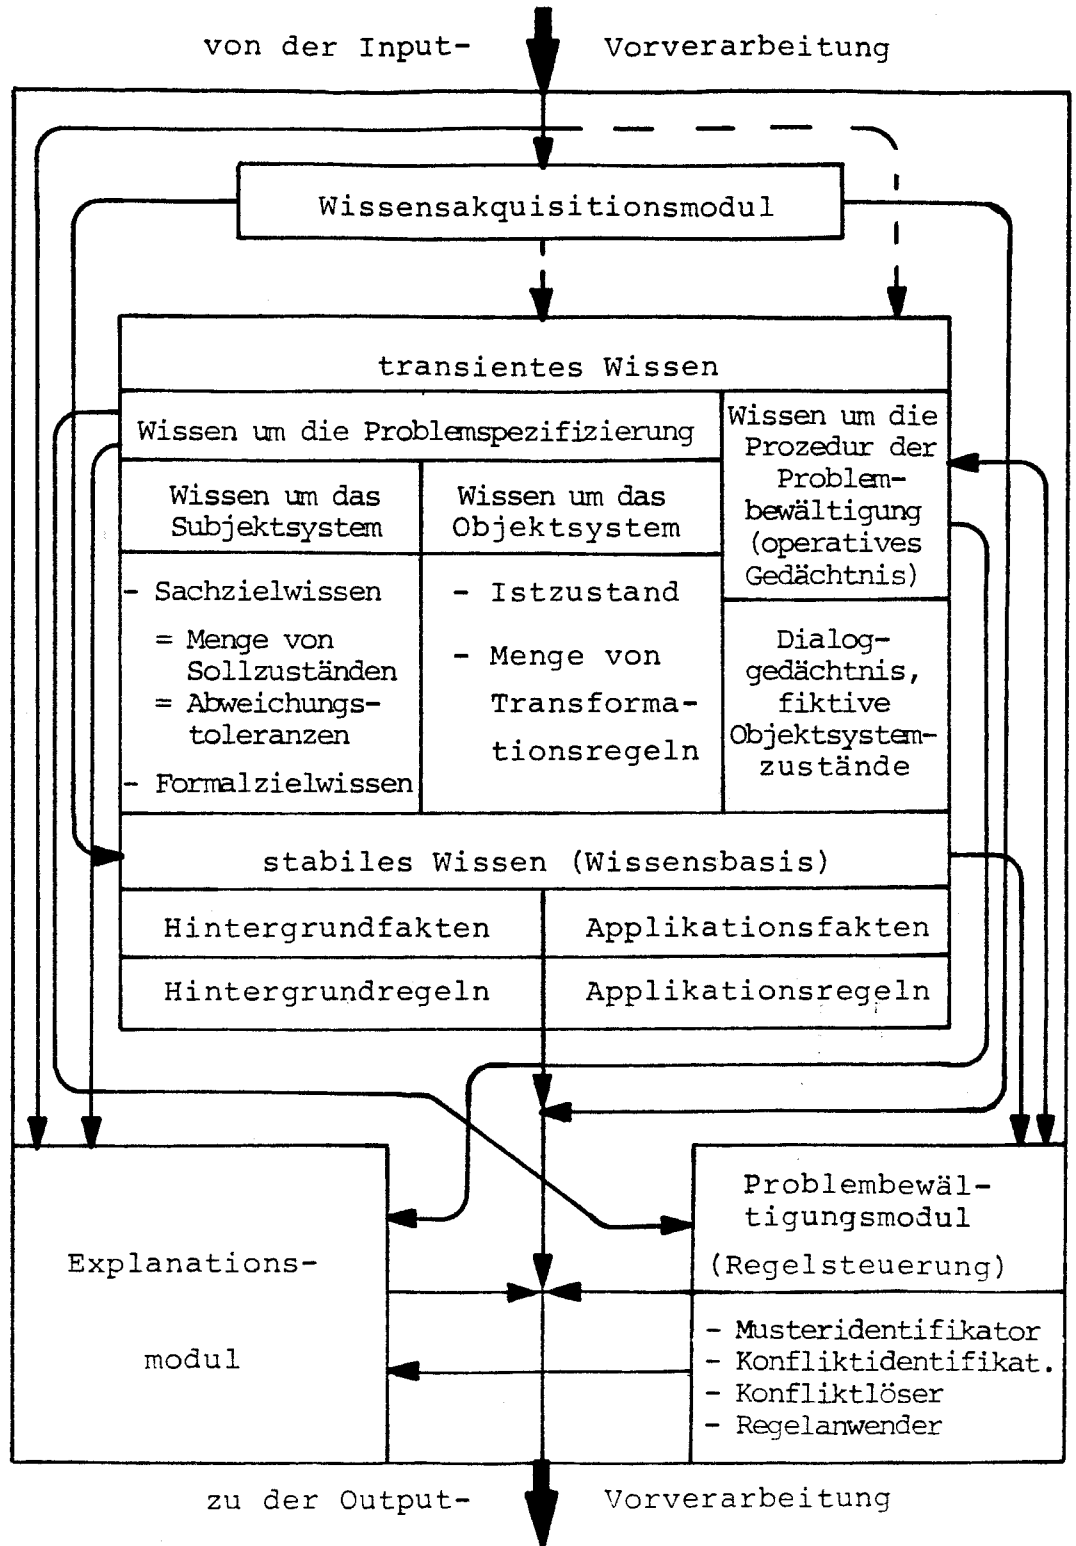 von der Input- Vorverarbeitung
Wissensakquisitionsmodul
transientes Wissen
Wissen um die Problemspezifizierung
Wissen um das
Subjektsystem
- Sachzielwissen
= Menge von
Sollzuständen
= Abweichungs-
toleranzen
- Formalzielwissen
Wissen um das
Objektsystem
- Istzustand
- Menge von
Transforma-
tionsregeln
Wissen um die
Prozedur der
Problem-
bewältigung
(operatives
Gedächtnis)
Dialog-
gedächtnis,
fiktive
Objektsystem-
zustände
stabiles Wissen (Wissensbasis)
Hintergrundfakten
Applikationsfakten
Hintergrundregeln
Applikationsregeln
Explanations-
modul
Problembewäl-
tigungsmodul
(Regelsteuerung)
- Musteridentifikator
- Konfliktidentifikat.
- Konfliktlöser
- Regelanwender
zu der Output- Vorverarbeitung